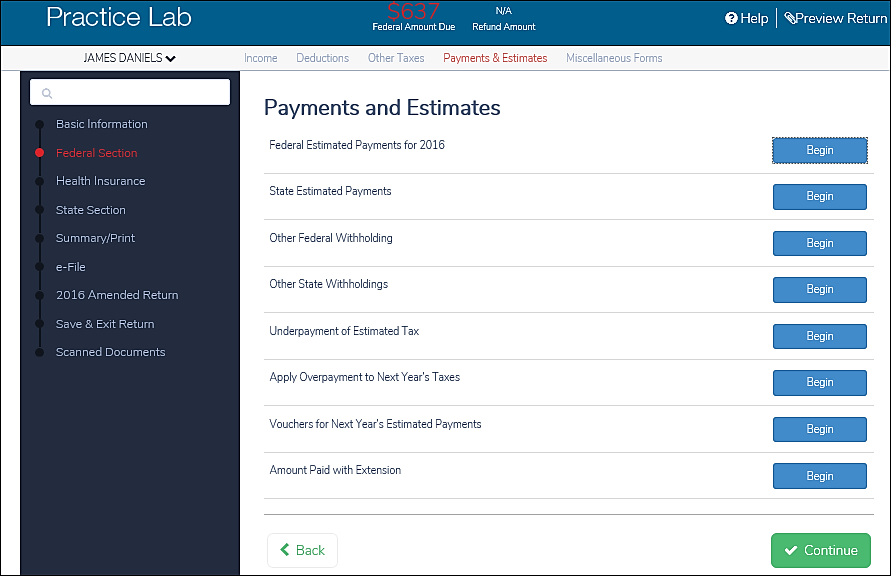 Practice Lab
$637
Federal Amount Due
N/A
Refund Amount
Help
Preview Return
JAMES DANIELS
Income
Deductions
Other Taxes
Payments & Estimates
Miscellaneous Forms
Basic Information
Federal Section
Health Insurance
State Section
Summary/Print
e-File
2016 Amended Return
Save & Exit Return
Scanned Documents
Payments and Estimates
Federal Estimated Payments for 2016 Begin
State Estimated Payments Begin
Other Federal Withholding Begin
Other State Withholdings Begin
Underpayment of Estimated Tax Begin
Apply Overpayment to Next Year's Taxes Begin
Vouchers for Next Year's Estimated Payments Begin
Amount Paid with Extension Begin
Back
Continue